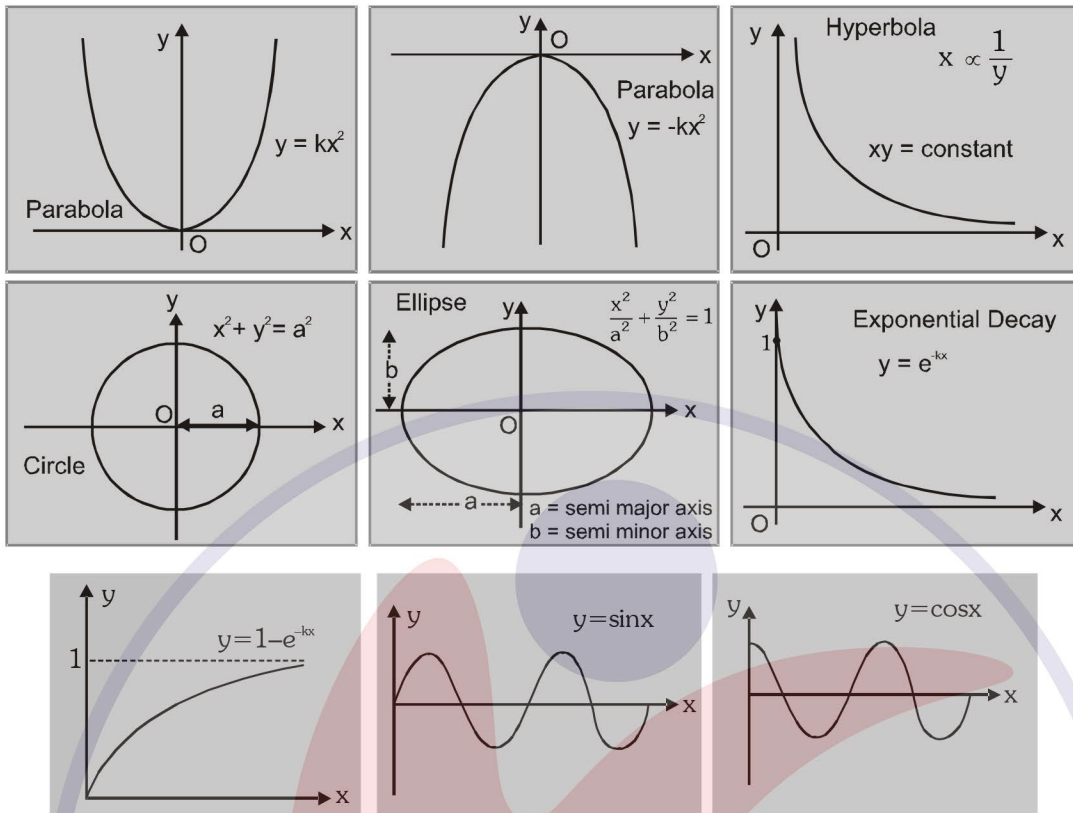 y
y = kx²
Parabola
O
x
y
O
x
Parabola
y = -kx²
y
Hyperbola
x ∝ 1/y
xy = constant
O
x
y
x²+ y²= a²
O
a
x
Circle
Ellipse
y
x²/a² + y²/b² = 1
b
O
x
a
a = semi major axis
b = semi minor axis
y
Exponential Decay
1
y = e⁻ᵏˣ
O
x
y
y=1–e⁻ᵏˣ
1
x
y=sinx
y
x
y
y=cosx
x